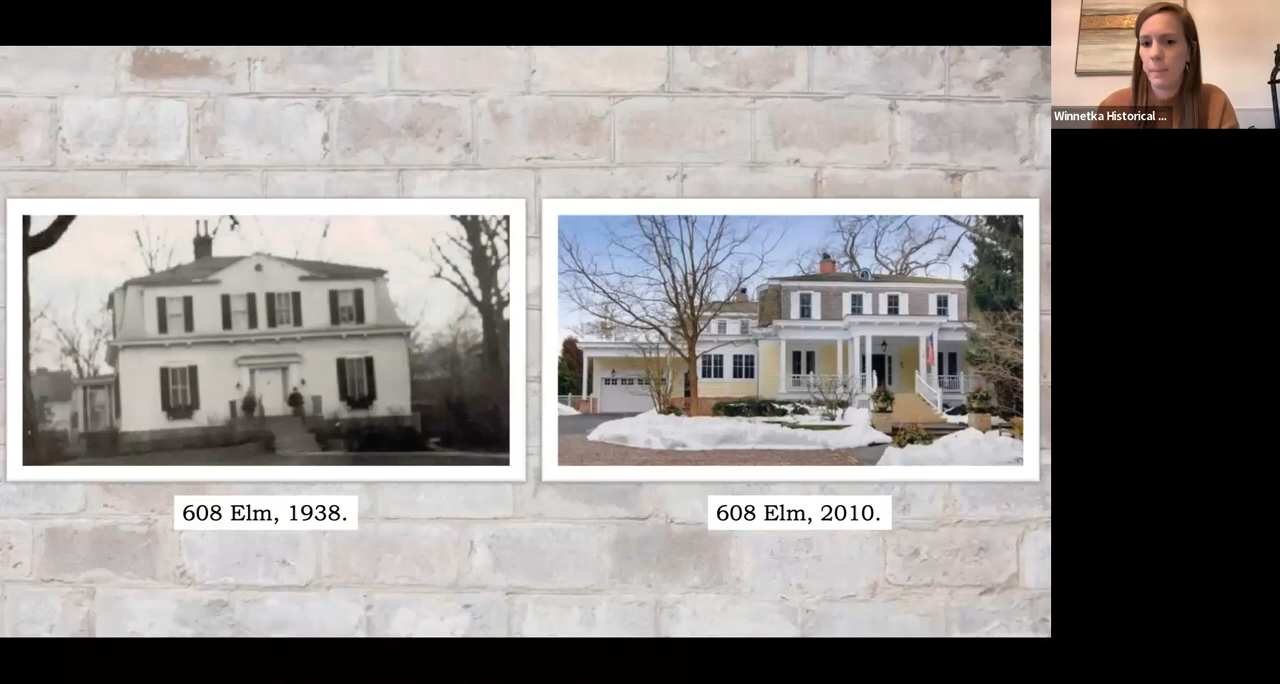 Winnetka Historical ...
608 Elm, 1938.
608 Elm, 2010.